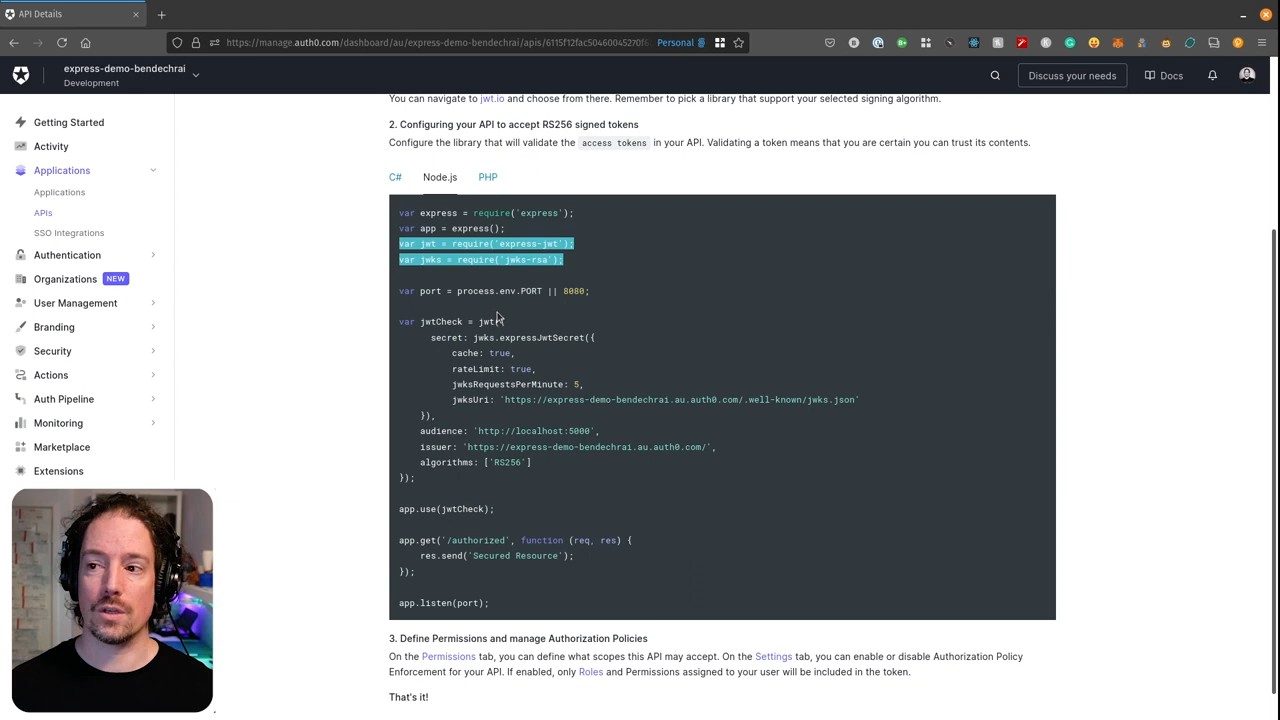 API Details
https://manage.auth0.com/dashboard/au/express-demo-bendechrai/apis/6115f12fac50460045270f6
Personal
express-demo-bendechrai
Development
Discuss your needs
Docs
Getting Started
Activity
Applications
Applications
APIs
SSO Integrations
Authentication
Organizations NEW
User Management
Branding
Security
Actions
Auth Pipeline
Monitoring
Marketplace
Extensions
You can navigate to jwt.io and choose from there. Remember to pick a library that support your selected signing algorithm.
2. Configuring your API to accept RS256 signed tokens
Configure the library that will validate the access tokens in your API. Validating a token means that you are certain you can trust its contents.
C# Node.js PHP
var express = require('express');
var app = express();
var jwt = require('express-jwt');
var jwks = require('jwks-rsa');
var port = process.env.PORT || 8080;
var jwtCheck = jwt({
secret: jwks.expressJwtSecret({
cache: true,
rateLimit: true,
jwksRequestsPerMinute: 5,
jwksUri: 'https://express-demo-bendechrai.au.auth0.com/.well-known/jwks.json'
}),
audience: 'http://localhost:5000',
issuer: 'https://express-demo-bendechrai.au.auth0.com/',
algorithms: ['RS256']
});
app.use(jwtCheck);
app.get('/authorized', function (req, res) {
res.send('Secured Resource');
});
app.listen(port);
3. Define Permissions and manage Authorization Policies
On the Permissions tab, you can define what scopes this API may accept. On the Settings tab, you can enable or disable Authorization Policy
Enforcement for your API. If enabled, only Roles and Permissions assigned to your user will be included in the token.
That's it!